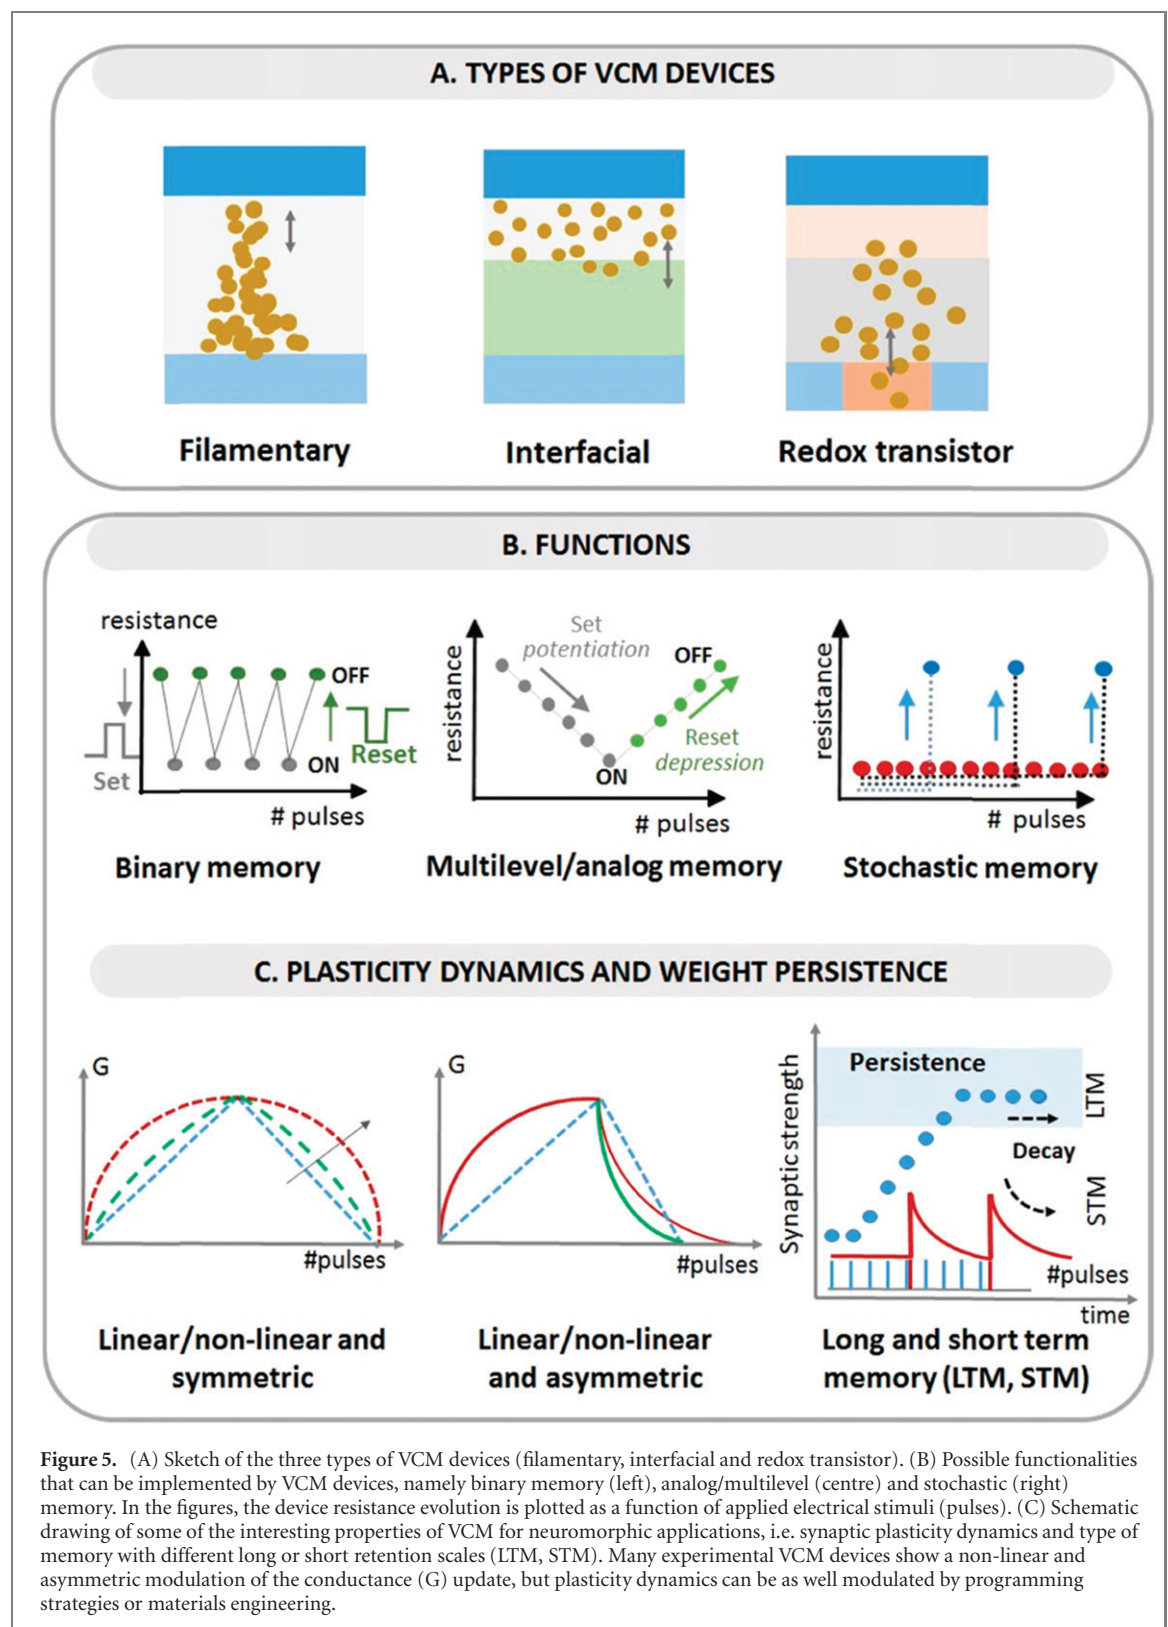 A. TYPES OF VCM DEVICES
Filamentary
Interfacial
Redox transistor
B. FUNCTIONS
resistance
OFF
ON
Set
Reset
# pulses
Binary memory
resistance
Set
potentiation
OFF
ON
Reset
depression
# pulses
Multilevel/analog memory
resistance
# pulses
Stochastic memory
C. PLASTICITY DYNAMICS AND WEIGHT PERSISTENCE
G
#pulses
Linear/non-linear and
symmetric
G
#pulses
Linear/non-linear
and asymmetric
Synaptic strength
Persistence
LTM
Decay
STM
#pulses
time
Long and short term
memory (LTM, STM)
Figure 5. (A) Sketch of the three types of VCM devices (filamentary, interfacial and redox transistor). (B) Possible functionalities
that can be implemented by VCM devices, namely binary memory (left), analog/multilevel (centre) and stochastic (right)
memory. In the figures, the device resistance evolution is plotted as a function of applied electrical stimuli (pulses). (C) Schematic
drawing of some of the interesting properties of VCM for neuromorphic applications, i.e. synaptic plasticity dynamics and type of
memory with different long or short retention scales (LTM, STM). Many experimental VCM devices show a non-linear and
asymmetric modulation of the conductance (G) update, but plasticity dynamics can be as well modulated by programming
strategies or materials engineering.